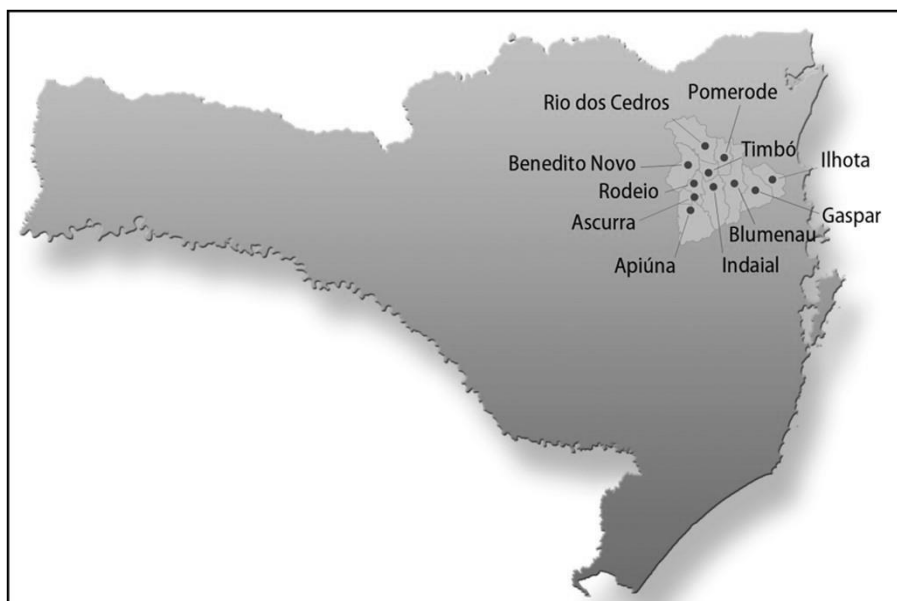 Pomerode
Rio dos Cedros
Timbó
Ilhota
Benedito Novo
Rodeio
Gaspar
Ascurra
Blumenau
Apiúna
Indaial